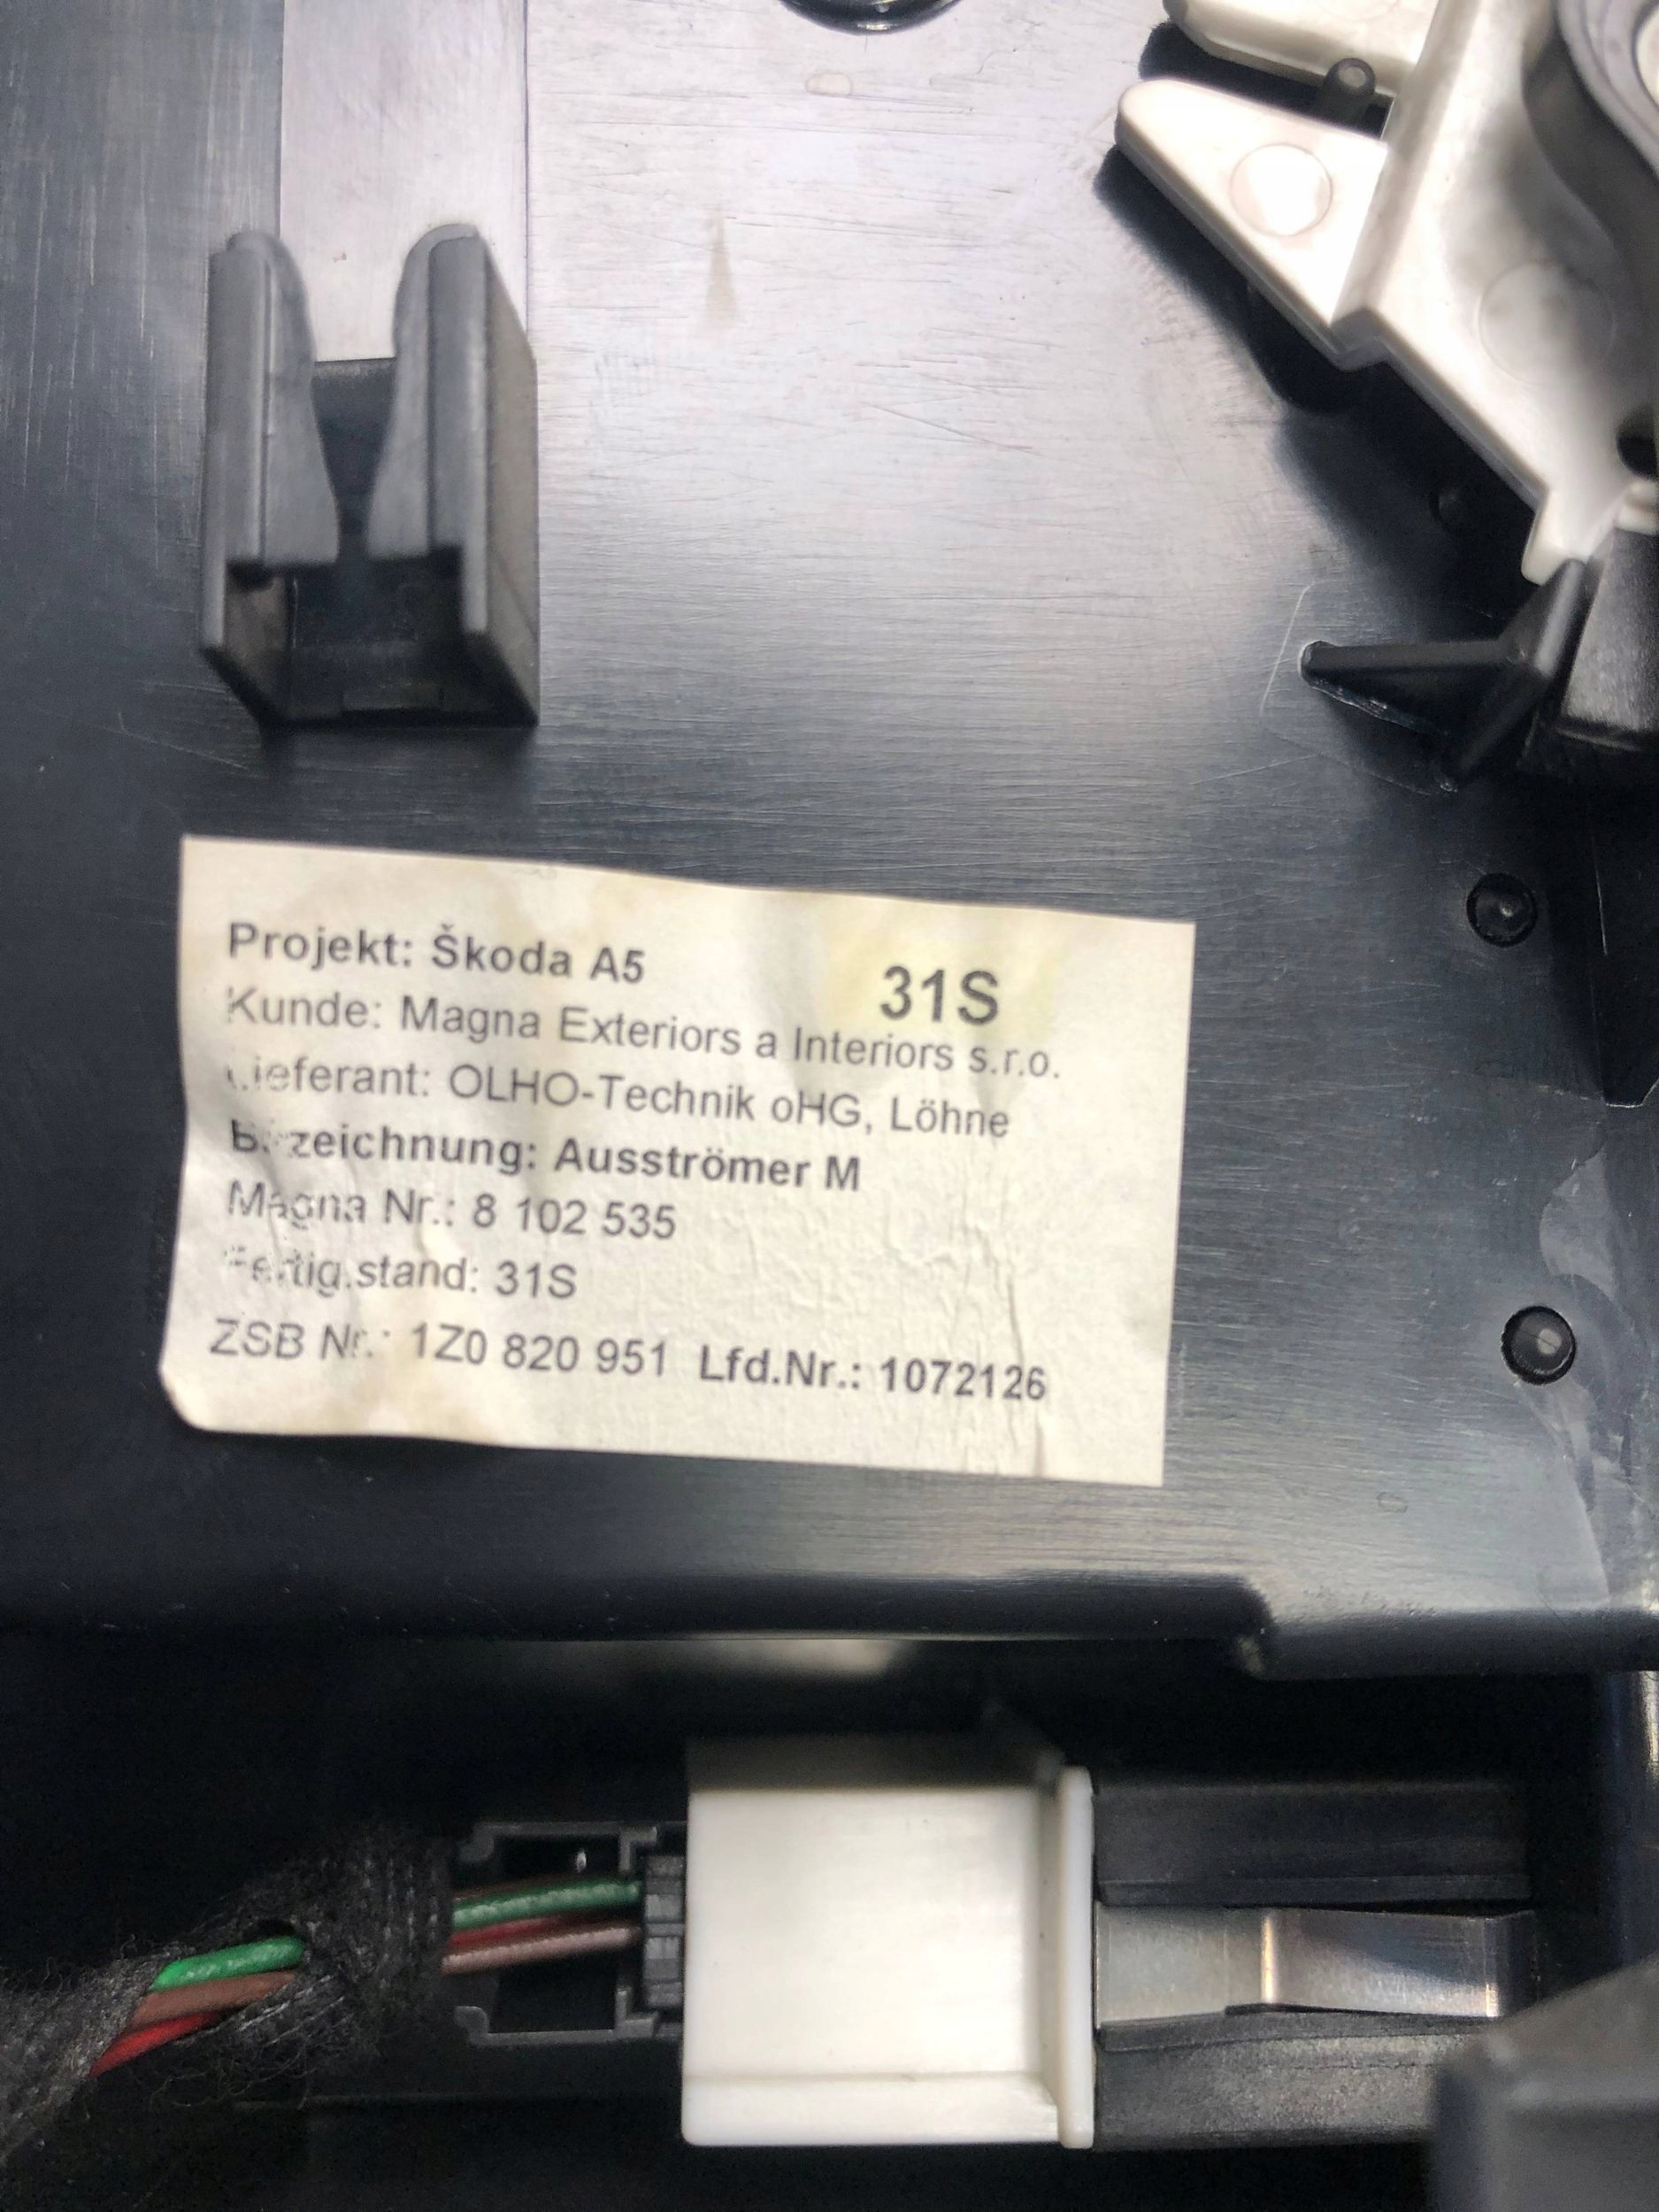 Projekt: Škoda A5
31S
Kunde: Magna Exteriors a Interiors s.r.o.
Lieferant: OLHO-Technik oHG, Löhne
Bezeichnung: Ausströmer M
Magna Nr.: 8 102 535
Fertig.stand: 31S
ZSB Nr.: 1Z0 820 951 Lfd.Nr.: 1072126